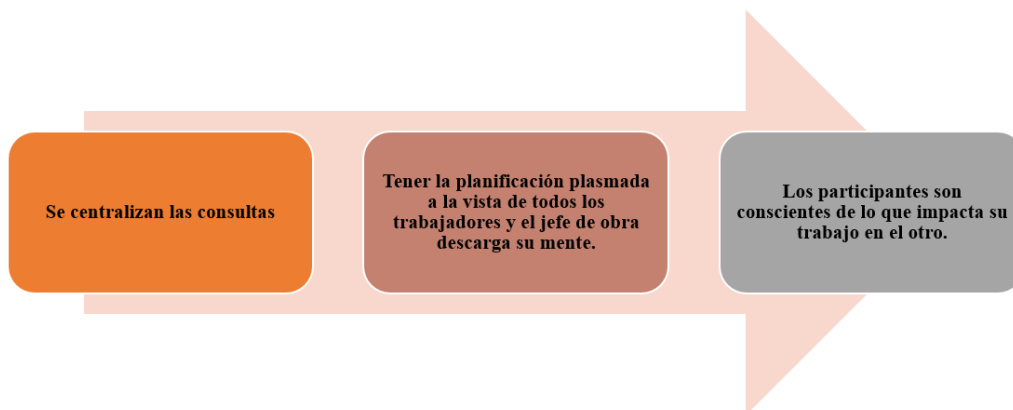 Se centralizan las consultas
Tener la planificación plasmada
a la vista de todos los
trabajadores y el jefe de obra
descarga su mente.
Los participantes son
conscientes de lo que impacta su
trabajo en el otro.